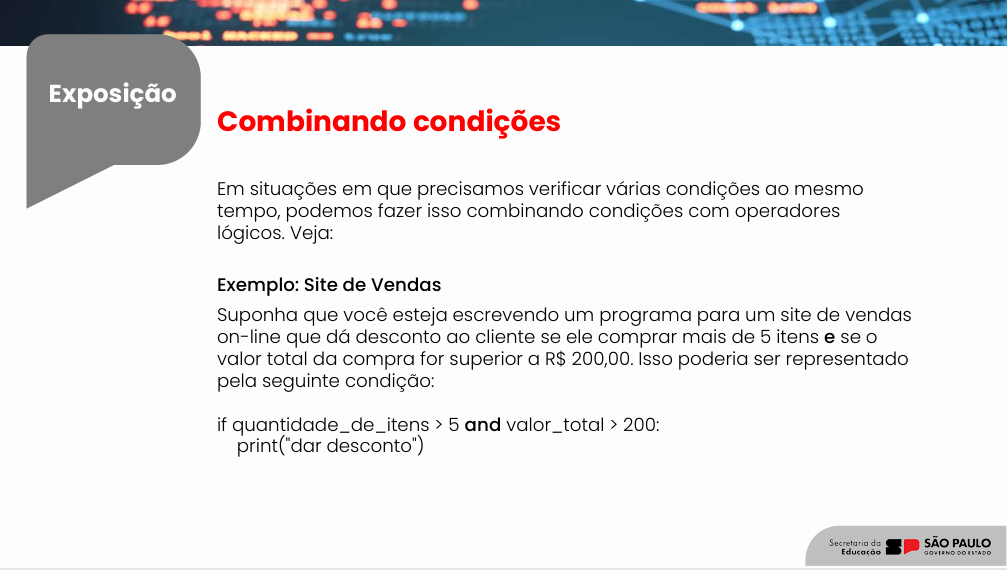 Exposição
Combinando condições
Em situações em que precisamos verificar várias condições ao mesmo
tempo, podemos fazer isso combinando condições com operadores
lógicos. Veja:
Exemplo: Site de Vendas
Suponha que você esteja escrevendo um programa para um site de vendas
on-line que dá desconto ao cliente se ele comprar mais de 5 itens e se o
valor total da compra for superior a R$ 200,00. Isso poderia ser representado
pela seguinte condição:
if quantidade_de_itens > 5 and valor_total > 200:
print("dar desconto")
Secretaria da
Educação
SP
SÃO PAULO
GOVERNO DO ESTADO